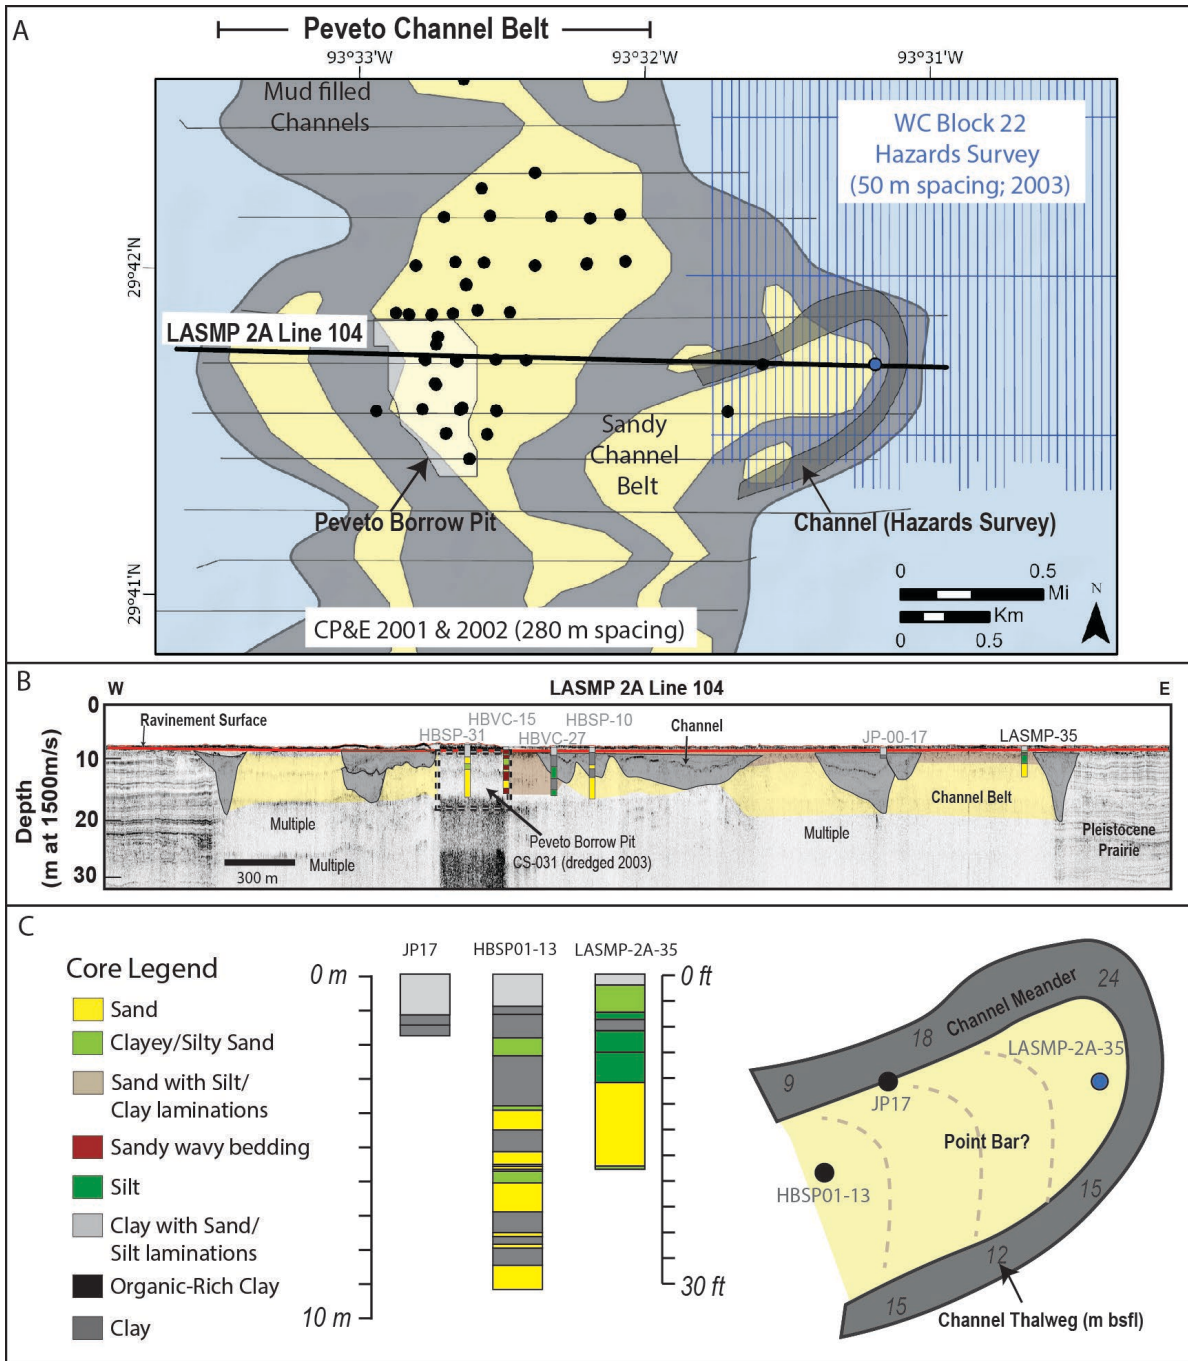 A
Peveto Channel Belt
93°33'W
93°32'W
93°31'W
Mud filled
Channels
WC Block 22
Hazards Survey
(50 m spacing; 2003)
29°42'N
LASMP 2A Line 104
Sandy
Channel
Belt
Peveto Borrow Pit
Channel (Hazards Survey)
29°41'N
0 0.5
Mi
Km
0 0.5
N
CP&E 2001 & 2002 (280 m spacing)
B
W
LASMP 2A Line 104
E
0
10
20
30
Depth
(m at 1500m/s)
Ravinement Surface
HBVC-15
HBSP-31
HBVC-27
HBSP-10
Channel
JP-00-17
LASMP-35
Multiple
Multiple
300 m
Peveto Borrow Pit
CS-031 (dredged 2003)
Multiple
Channel Belt
Pleistocene
Prairie
C
Core Legend
Sand
Clayey/Silty Sand
Sand with Silt/
Clay laminations
Sandy wavy bedding
Silt
Clay with Sand/
Silt laminations
Organic-Rich Clay
Clay
JP17
HBSP01-13
LASMP-2A-35
0 m
0 ft
10 m
30 ft
Channel Meander
24
18
9
LASMP-2A-35
JP17
Point Bar?
HBSP01-13
15
12
15
Channel Thalweg (m bsfl)